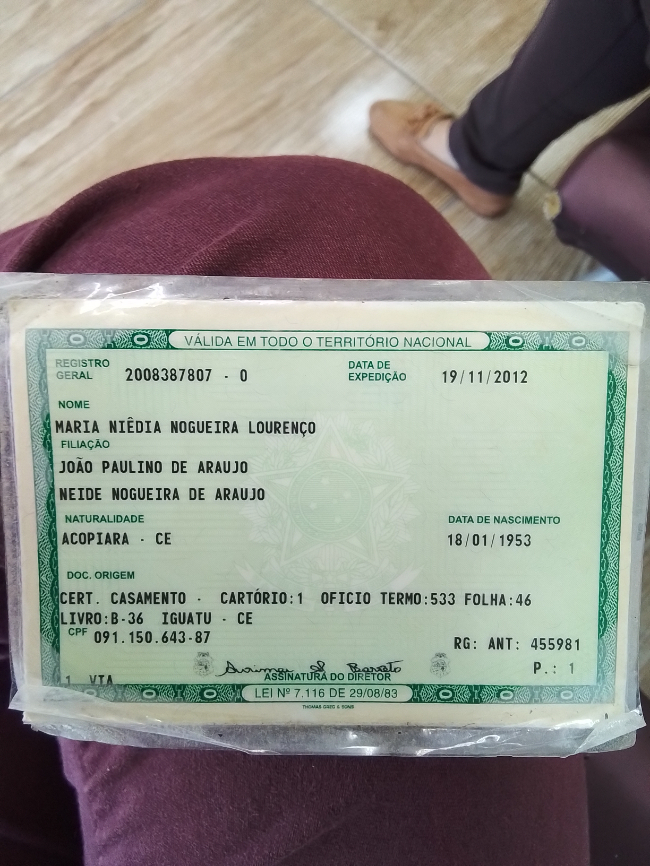 VÁLIDA EM TODO O TERRITÓRIO NACIONAL
REGISTRO GERAL 2008387807 - 0 DATA DE EXPEDIÇÃO 19/11/2012
NOME
MARIA NIÊDIA NOGUEIRA LOURENÇO
FILIAÇÃO
JOÃO PAULINO DE ARAUJO
NEIDE NOGUEIRA DE ARAUJO
NATURALIDADE DATA DE NASCIMENTO
ACOPIARA - CE 18/01/1953
DOC. ORIGEM
CERT. CASAMENTO - CARTÓRIO:1 OFICIO TERMO:533 FOLHA:46
LIVRO:B-36 IGUATU - CE
CPF 091.150.643-87
RG: ANT: 455981
1 VIA P.: 1
ASSINATURA DO DIRETOR
LEI Nº 7.116 DE 29/08/83
THOMAS GREG & SONS